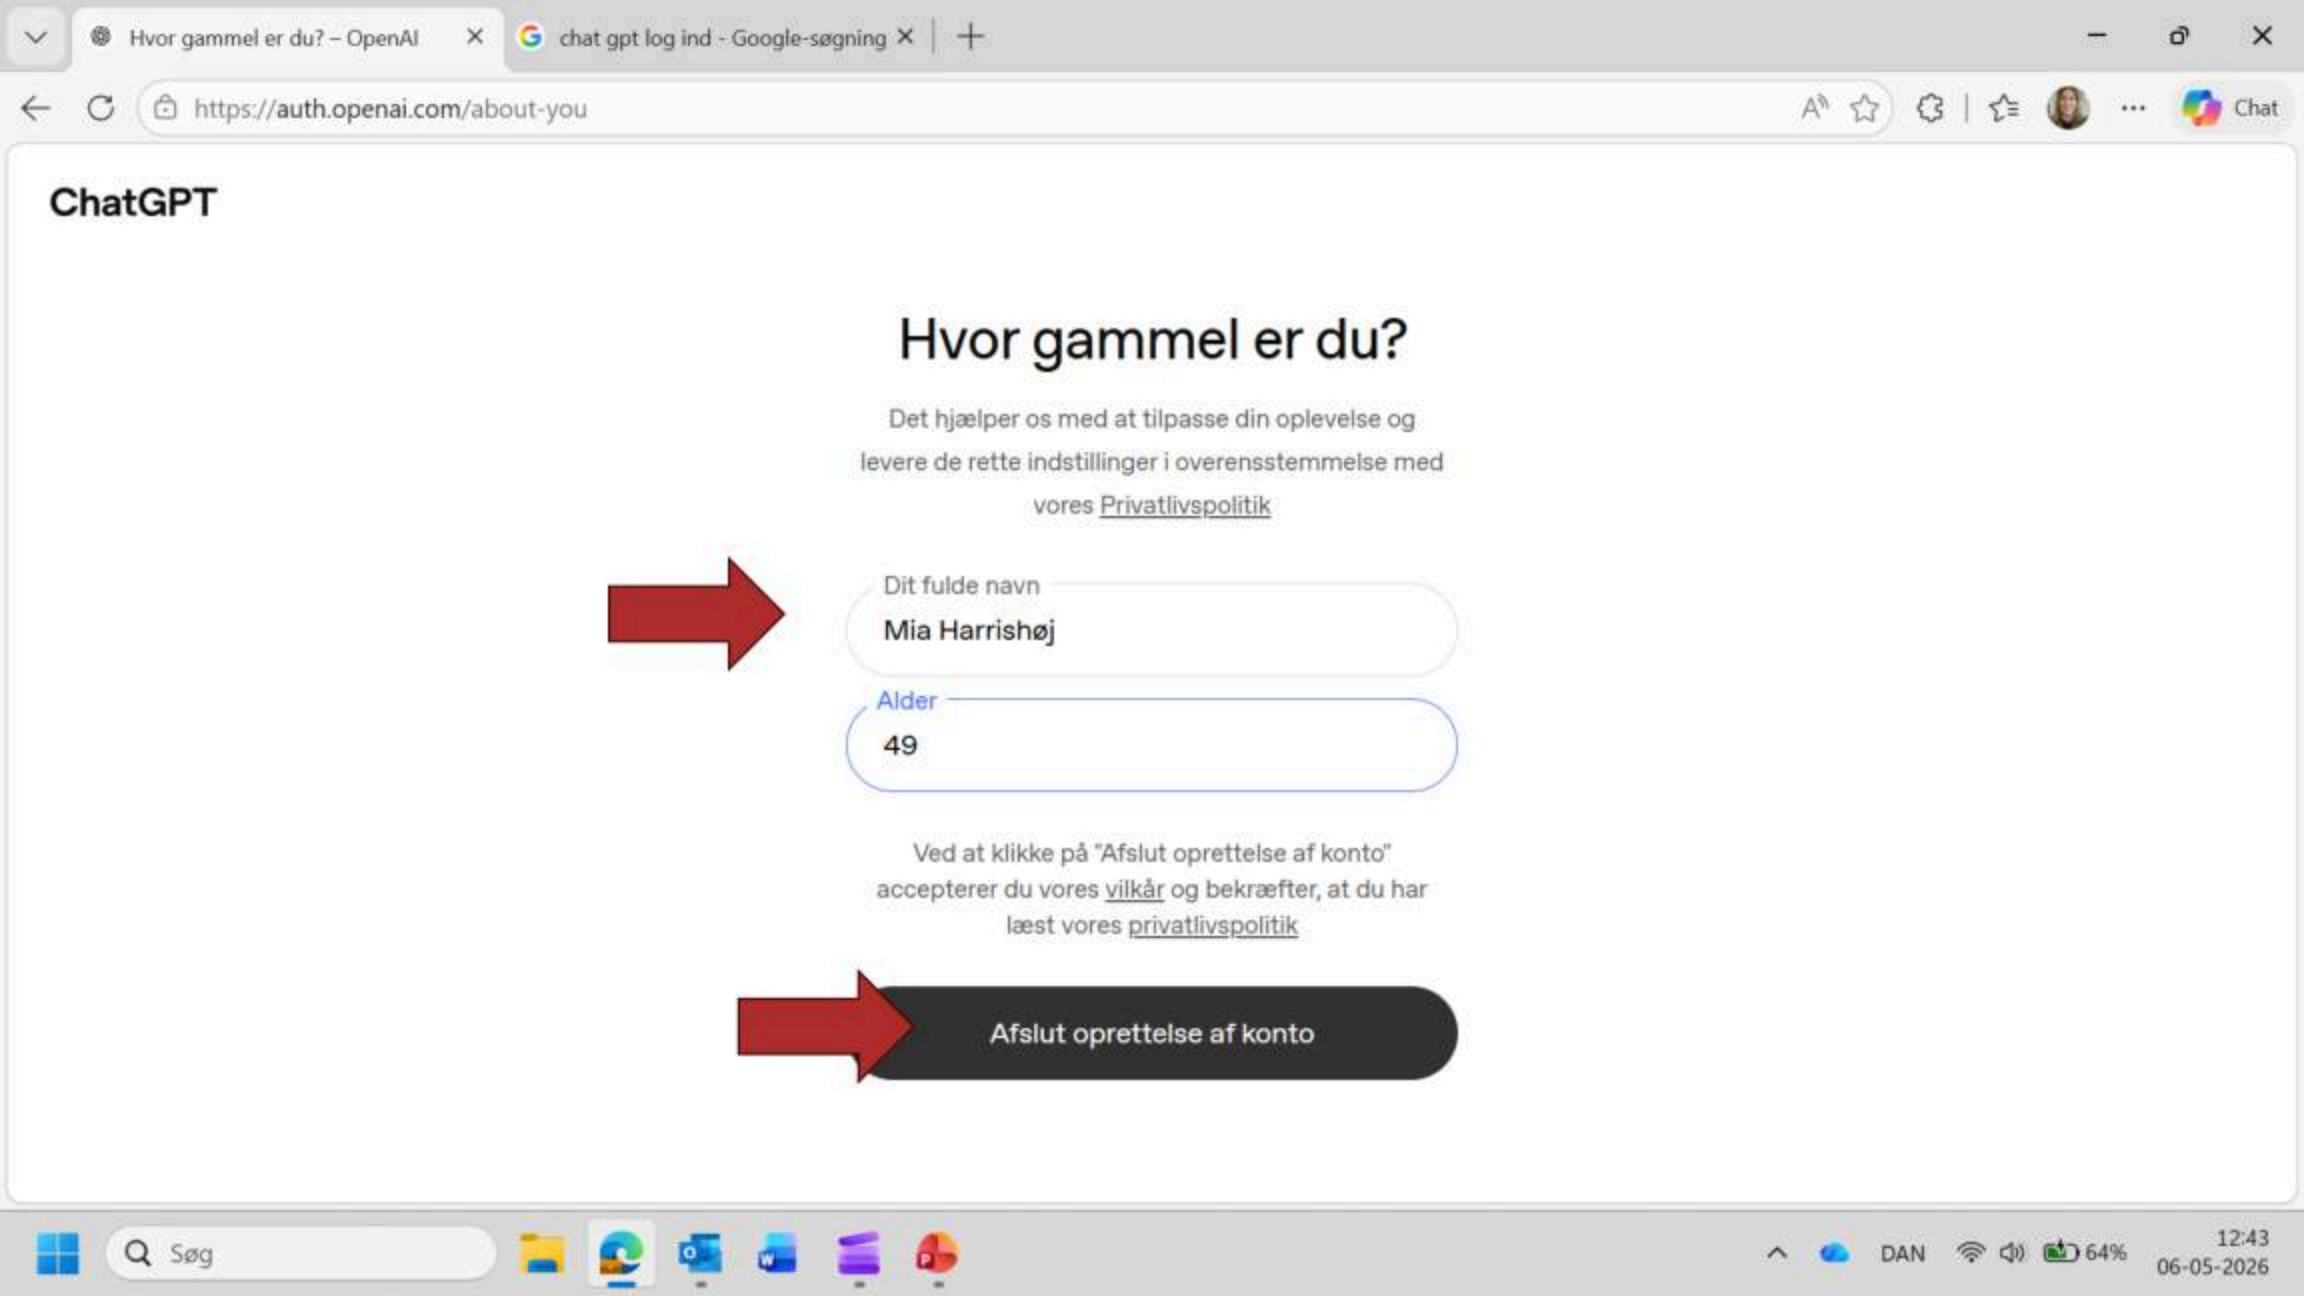 Hvor gammel er du? – OpenAI
chat gpt log ind - Google-søgning
https://auth.openai.com/about-you
Chat
ChatGPT
Hvor gammel er du?
Det hjælper os med at tilpasse din oplevelse og
levere de rette indstillinger i overensstemmelse med
vores Privatlivspolitik
Dit fulde navn
Mia Harrishøj
Alder
49
Ved at klikke på "Afslut oprettelse af konto"
accepterer du vores vilkår og bekræfter, at du har
læst vores privatlivspolitik
Afslut oprettelse af konto
Søg
DAN
64%
12:43
06-05-2026